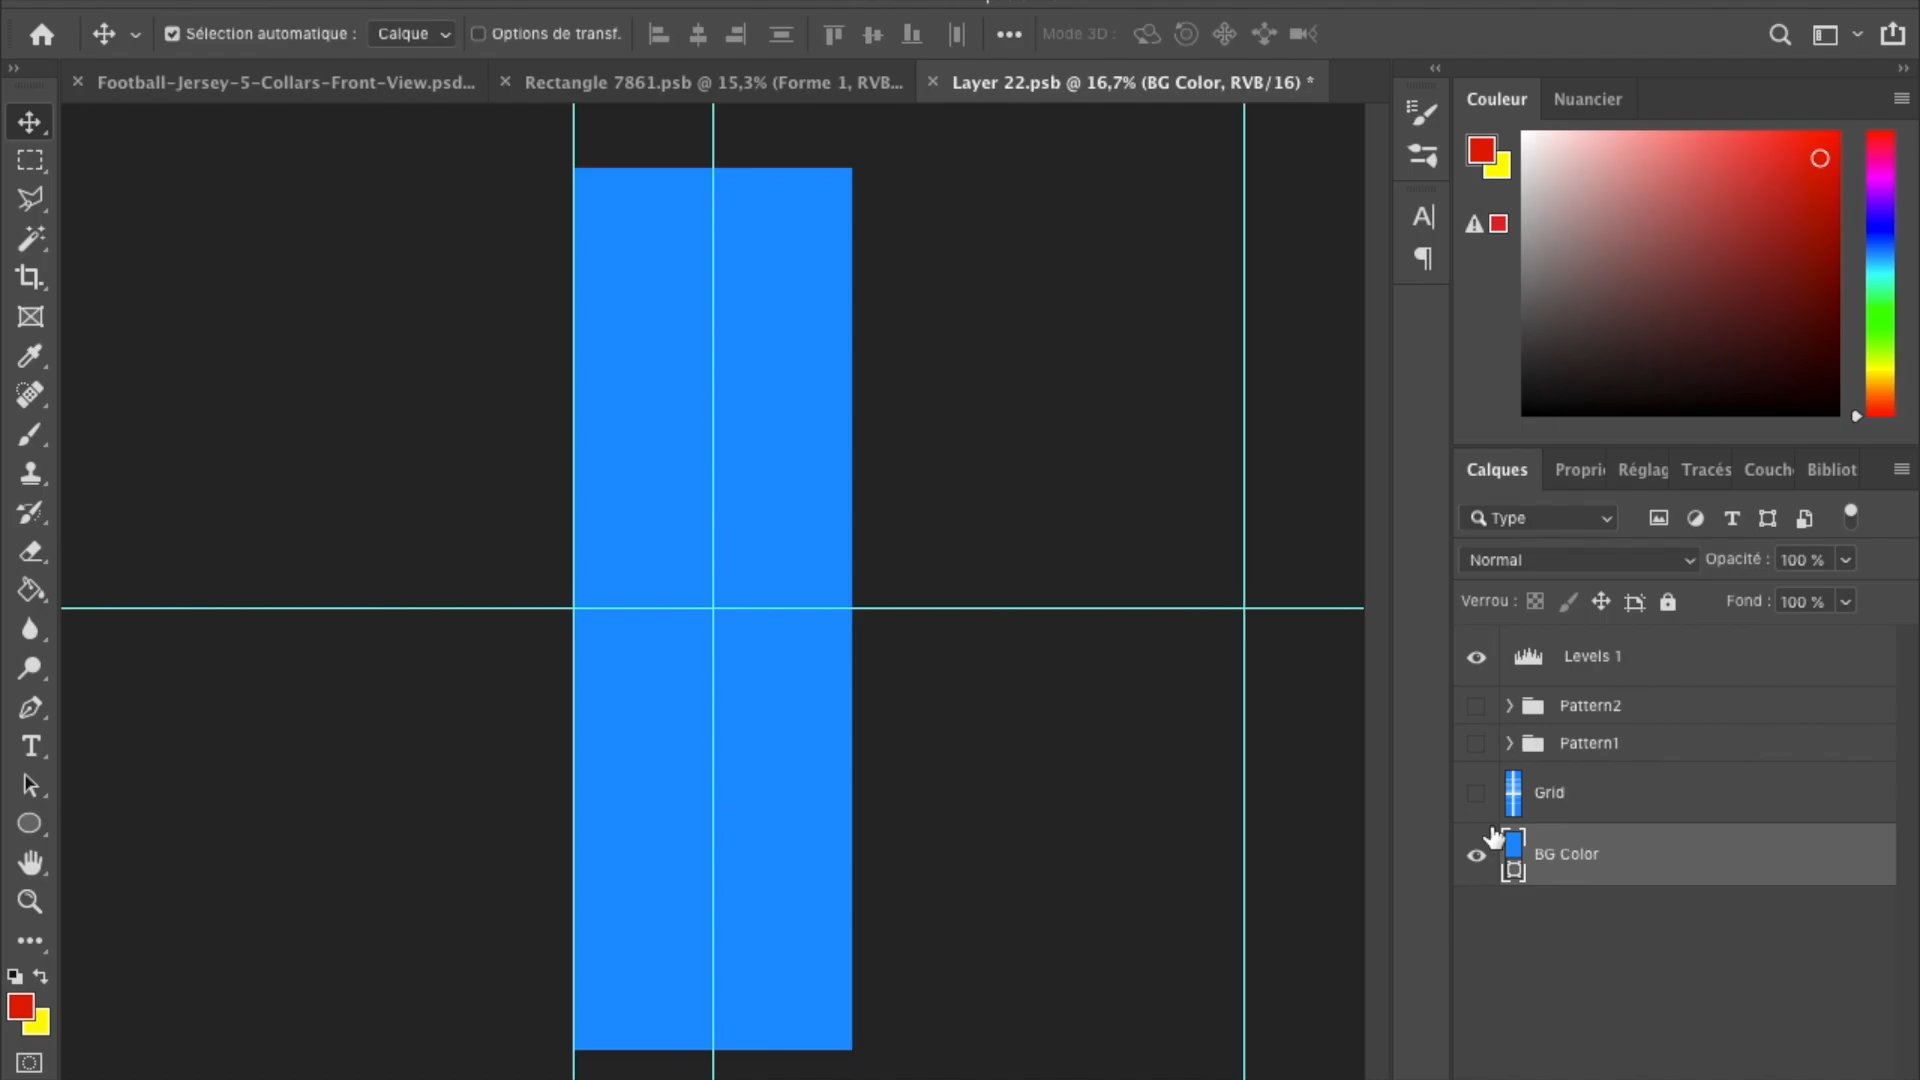 Sélection automatique :
Calque
Options de transf.
Mode 3D :
Football-Jersey-5-Collars-Front-View.psd...
Rectangle 7861.psb @ 15,3% (Forme 1, RVB...
Layer 22.psb @ 16,7% (BG Color, RVB/16) *
Couleur
Nuancier
Calques
Propri
Réglag
Tracés
Couch
Bibliot
Type
Normal
Opacité :
100 %
Verrou :
Fond :
100 %
Levels 1
Pattern2
Pattern1
Grid
BG Color